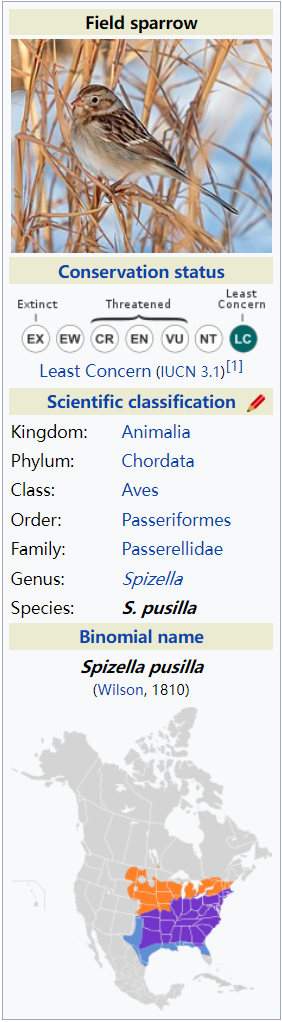 Field sparrow
Conservation status
Extinct
Threatened
Least
Concern
EX EW CR EN VU NT LC
Least Concern (IUCN 3.1)[1]
Scientific classification
Kingdom: Animalia
Phylum: Chordata
Class: Aves
Order: Passeriformes
Family: Passerellidae
Genus: Spizella
Species: S. pusilla
Binomial name
Spizella pusilla
(Wilson, 1810)